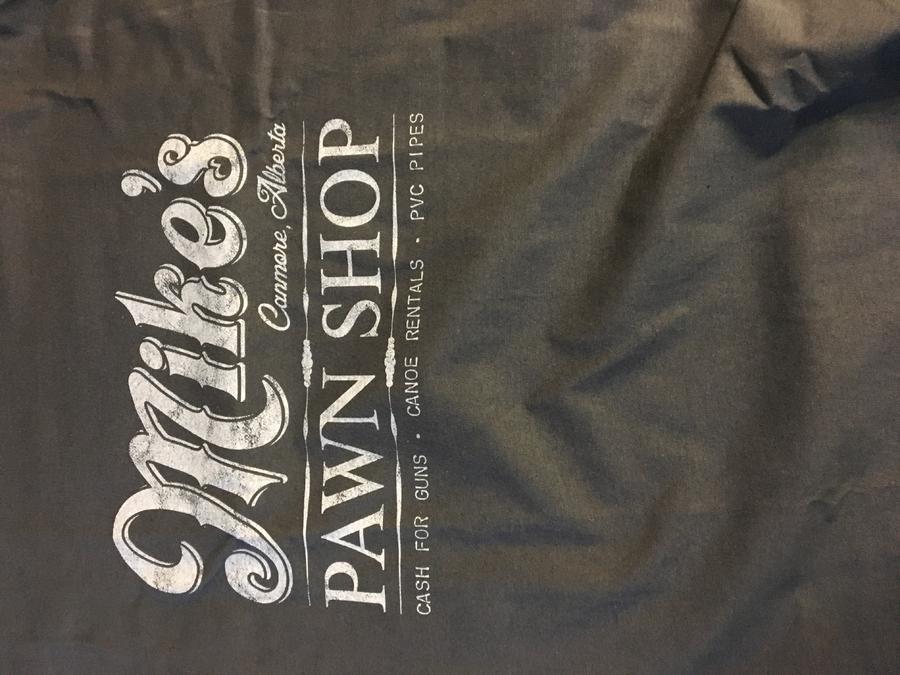 Mike's
Canmore, Alberta
PAWN SHOP
CASH FOR GUNS • CANOE RENTALS • PVC PIPES